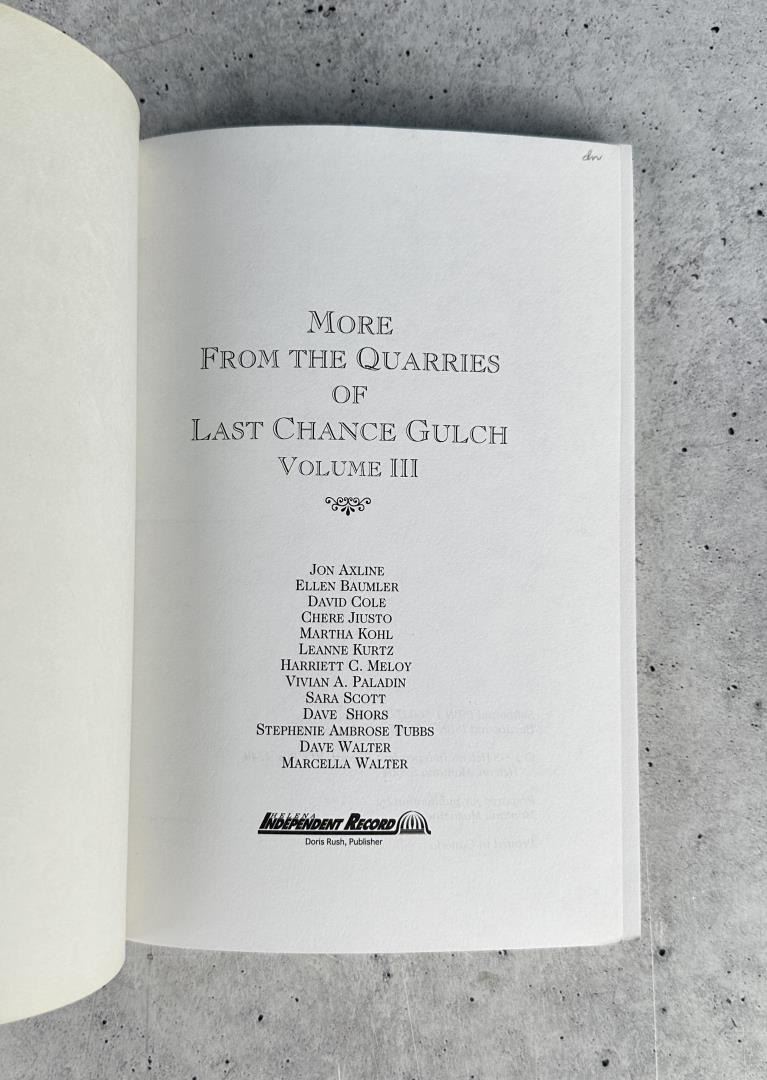 dn
MORE
FROM THE QUARRIES
OF
LAST CHANCE GULCH
VOLUME III
JON AXLINE
ELLEN BAUMLER
DAVID COLE
CHERE JIUSTO
MARTHA KOHL
LEANNE KURTZ
HARRIETT C. MELOY
VIVIAN A. PALADIN
SARA SCOTT
DAVE SHORS
STEPHENIE AMBROSE TUBBS
DAVE WALTER
MARCELLA WALTER
HELENA
INDEPENDENT RECORD
Doris Rush, Publisher